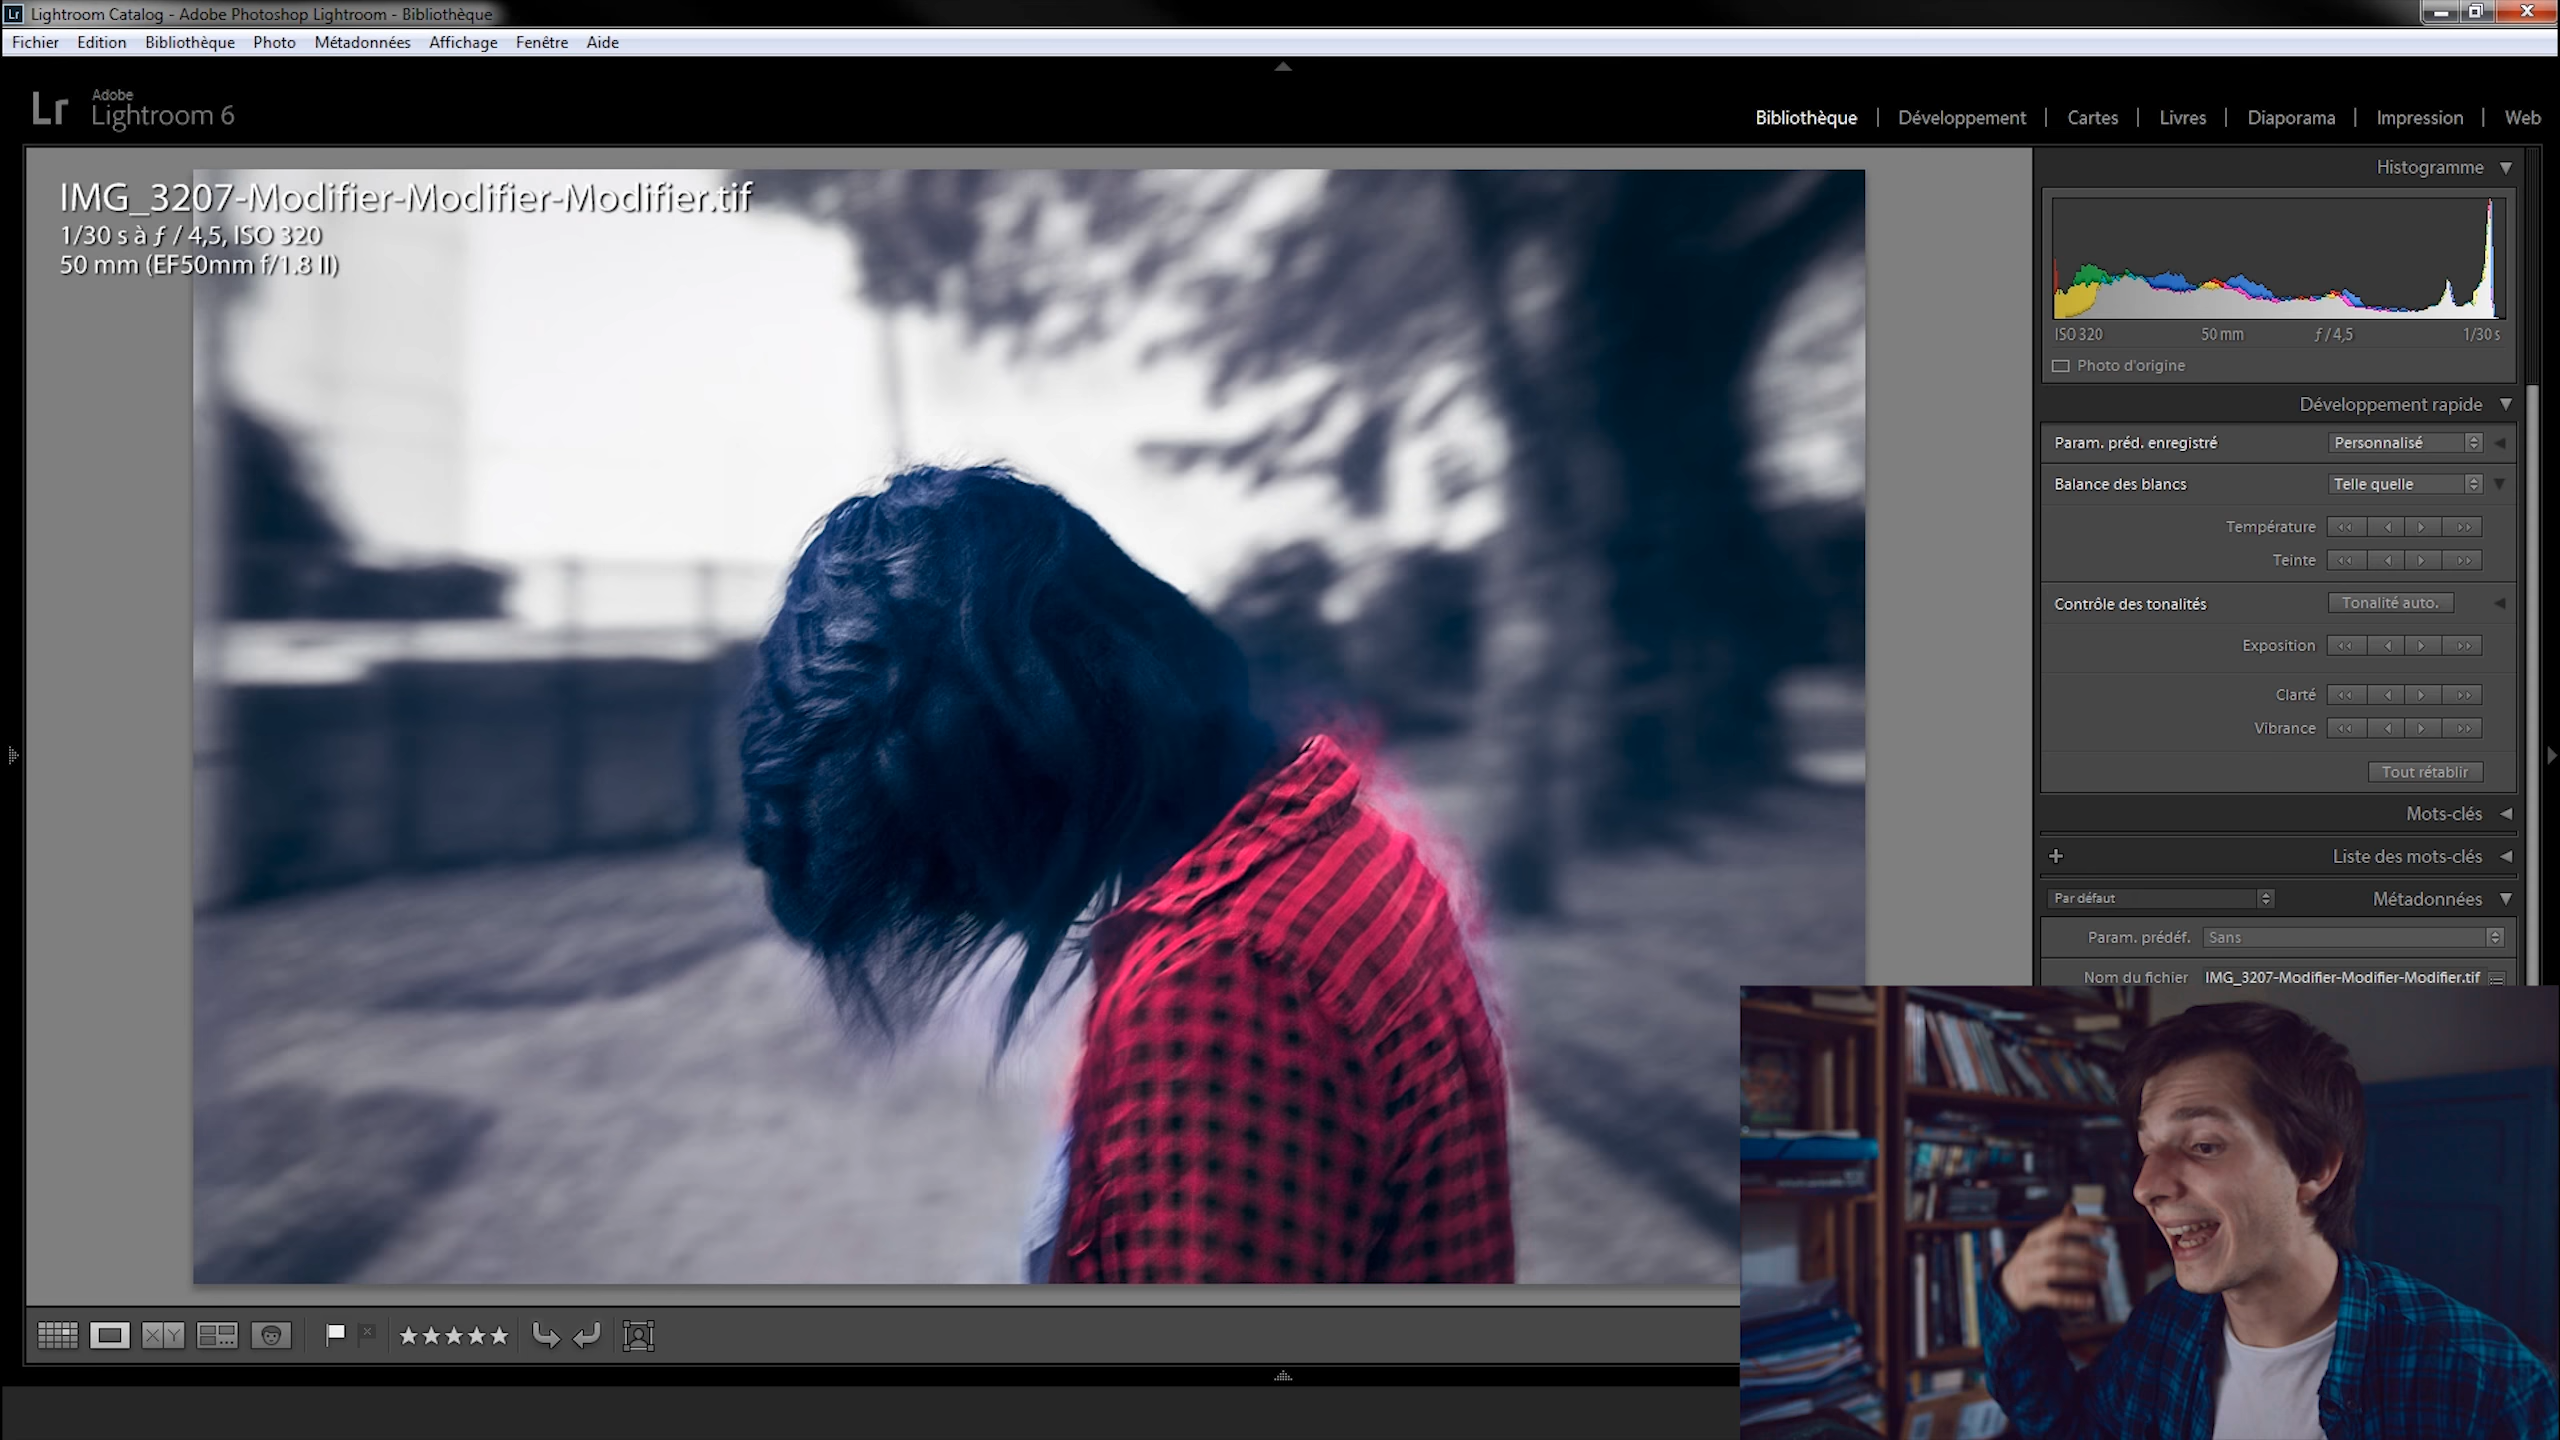 Lightroom Catalog - Adobe Photoshop Lightroom - Bibliothèque
Fichier Edition Bibliothèque Photo Métadonnées Affichage Fenêtre Aide
Lr Adobe
Lightroom 6
Bibliothèque | Développement | Cartes | Livres | Diaporama | Impression | Web
IMG_3207-Modifier-Modifier-Modifier.tif
1/30 s à ƒ / 4,5, ISO 320
50 mm (EF50mm f/1.8 II)
Histogramme
ISO 320 50 mm ƒ / 4,5 1/30 s
Photo d'origine
Développement rapide
Param. préd. enregistré Personnalisé
Balance des blancs Telle quelle
Température
Teinte
Contrôle des tonalités Tonalité auto.
Exposition
Clarté
Vibrance
Tout rétablir
Mots-clés
Liste des mots-clés
Par défaut Métadonnées
Param. prédéf. Sans
Nom du fichier IMG_3207-Modifier-Modifier-Modifier.tif
X Y